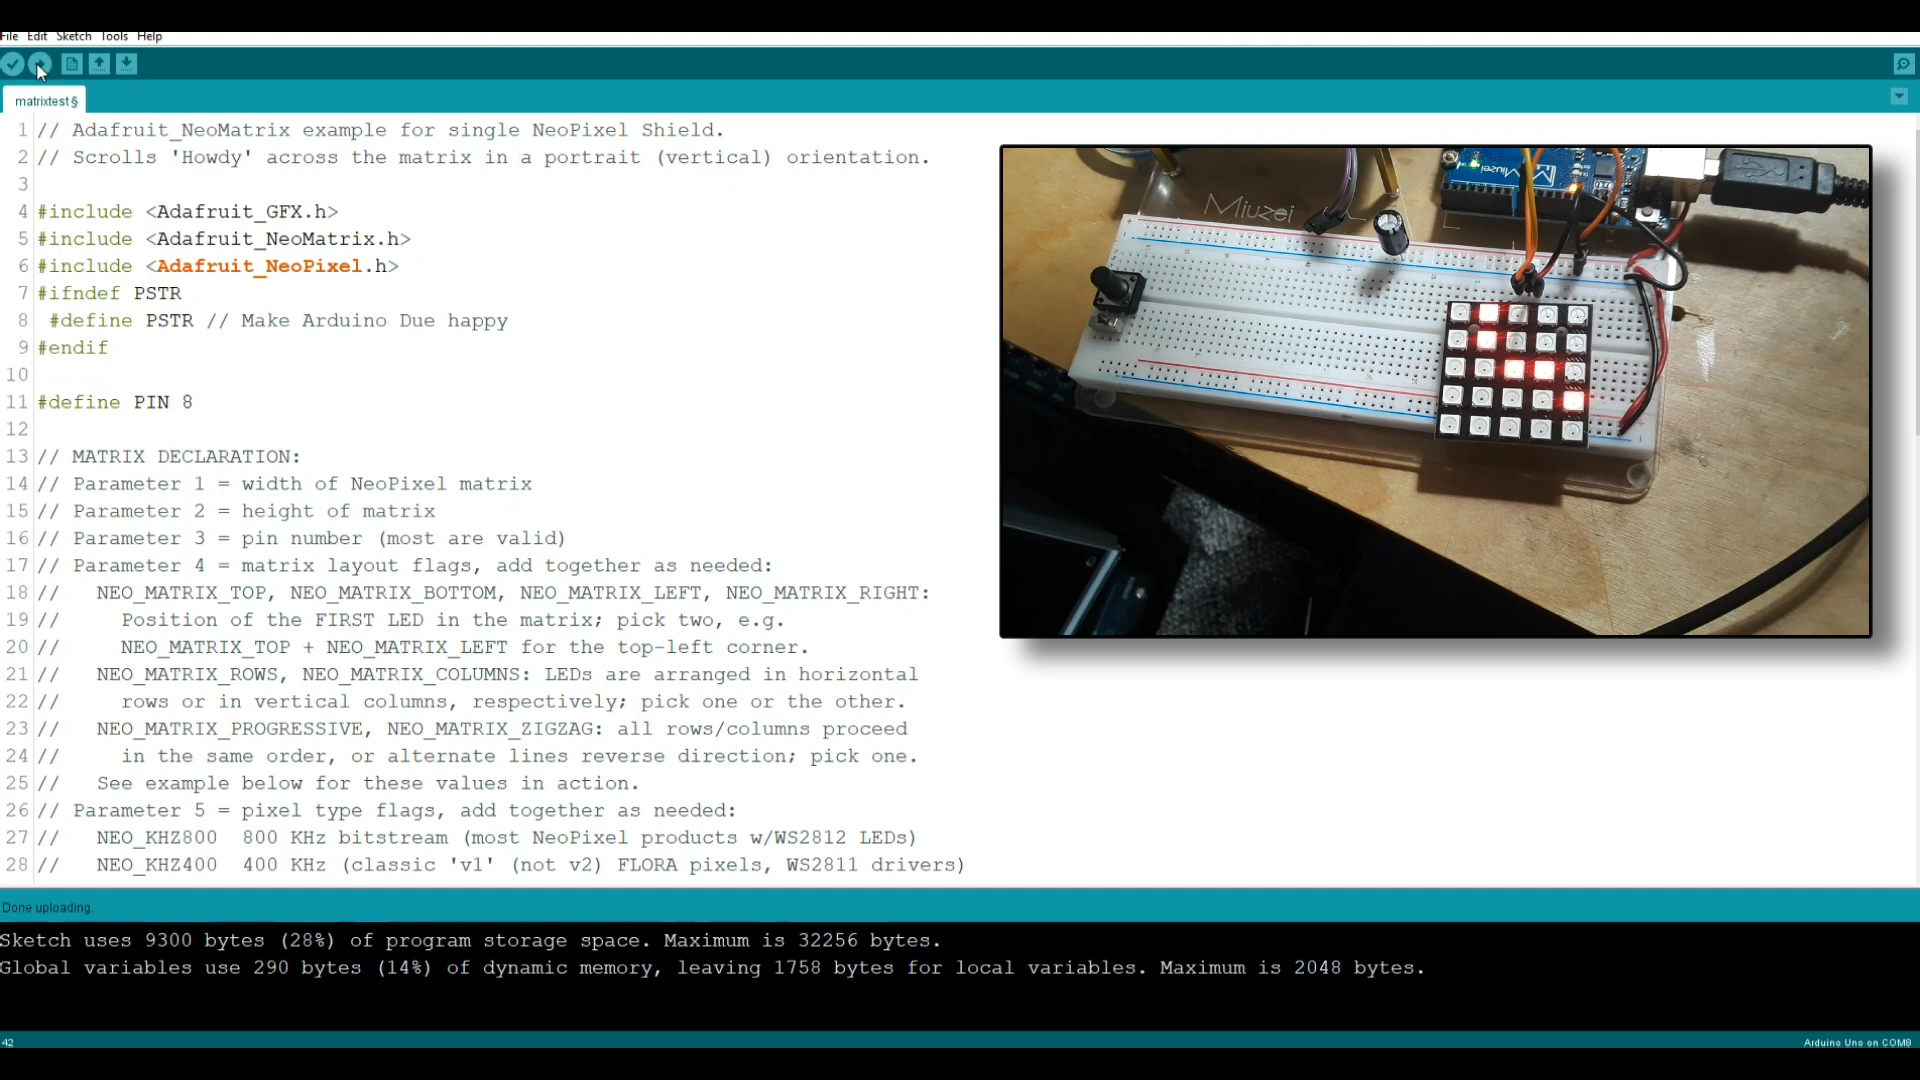 File Edit Sketch Tools Help
matrixtest §
1 // Adafruit_NeoMatrix example for single NeoPixel Shield.
2 // Scrolls 'Howdy' across the matrix in a portrait (vertical) orientation.
3
4 #include <Adafruit_GFX.h>
5 #include <Adafruit_NeoMatrix.h>
6 #include <Adafruit_NeoPixel.h>
7 #ifndef PSTR
8 #define PSTR // Make Arduino Due happy
9 #endif
10
11 #define PIN 8
12
13 // MATRIX DECLARATION:
14 // Parameter 1 = width of NeoPixel matrix
15 // Parameter 2 = height of matrix
16 // Parameter 3 = pin number (most are valid)
17 // Parameter 4 = matrix layout flags, add together as needed:
18 // NEO_MATRIX_TOP, NEO_MATRIX_BOTTOM, NEO_MATRIX_LEFT, NEO_MATRIX_RIGHT:
19 // Position of the FIRST LED in the matrix; pick two, e.g.
20 // NEO_MATRIX_TOP + NEO_MATRIX_LEFT for the top-left corner.
21 // NEO_MATRIX_ROWS, NEO_MATRIX_COLUMNS: LEDs are arranged in horizontal
22 // rows or in vertical columns, respectively; pick one or the other.
23 // NEO_MATRIX_PROGRESSIVE, NEO_MATRIX_ZIGZAG: all rows/columns proceed
24 // in the same order, or alternate lines reverse direction; pick one.
25 // See example below for these values in action.
26 // Parameter 5 = pixel type flags, add together as needed:
27 // NEO_KHZ800 800 KHz bitstream (most NeoPixel products w/WS2812 LEDs)
28 // NEO_KHZ400 400 KHz (classic 'v1' (not v2) FLORA pixels, WS2811 drivers)
Miuzei
Miuzei
Done uploading.
Sketch uses 9300 bytes (28%) of program storage space. Maximum is 32256 bytes.
Global variables use 290 bytes (14%) of dynamic memory, leaving 1758 bytes for local variables. Maximum is 2048 bytes.
42
Arduino Uno on COM8